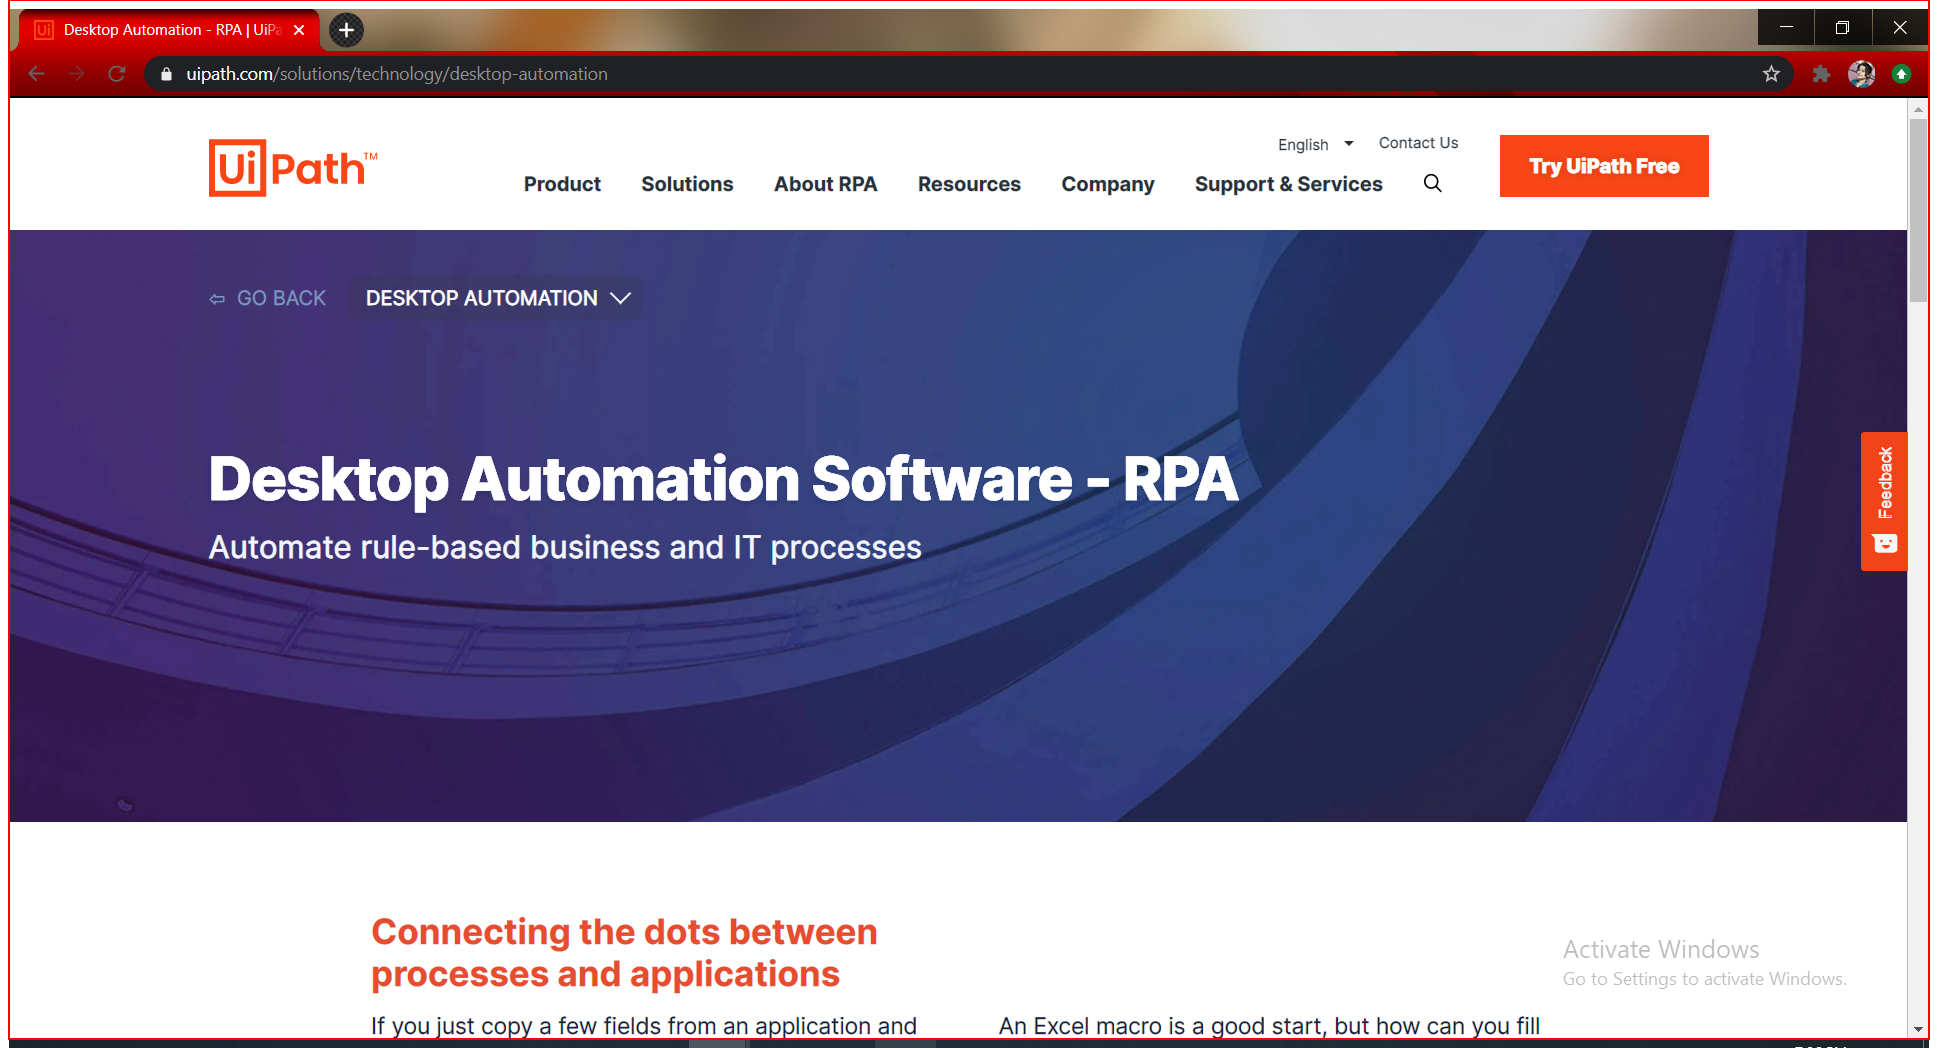 Ui Desktop Automation - RPA | UiPa
uipath.com/solutions/technology/desktop-automation
English Contact Us
UiPath™ Product Solutions About RPA Resources Company Support & Services Try UiPath Free
GO BACK DESKTOP AUTOMATION
Desktop Automation Software - RPA
Automate rule-based business and IT processes
Feedback
Connecting the dots between
processes and applications
If you just copy a few fields from an application and
An Excel macro is a good start, but how can you fill
Activate Windows
Go to Settings to activate Windows.